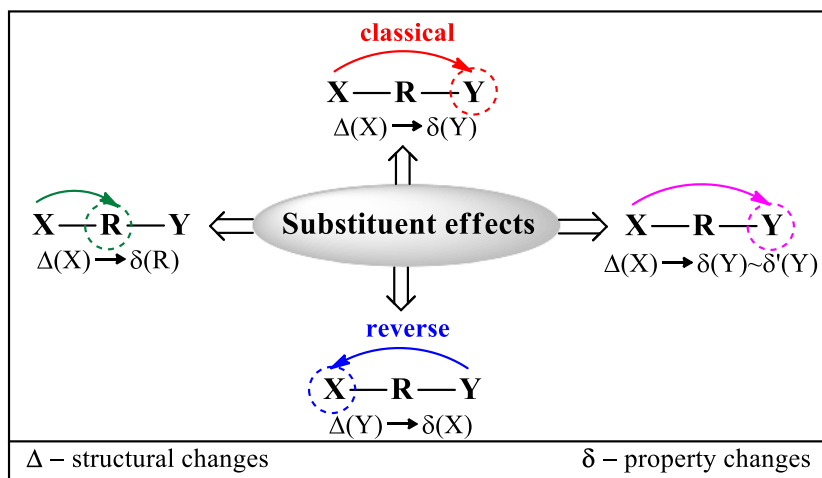 classical
X — R — Y
Δ(X) → δ(Y)
X — R — Y
Δ(X) → δ(R)
Substituent effects
X — R — Y
Δ(X) → δ(Y)~δ'(Y)
reverse
X — R — Y
Δ(Y) → δ(X)
Δ – structural changes
δ – property changes